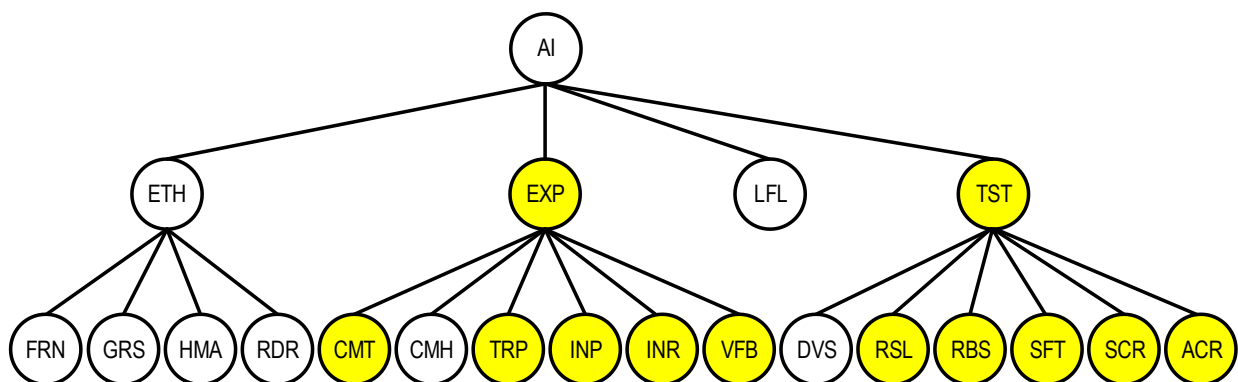 AI
ETH EXP LFL TST
FRN GRS HMA RDR CMT CMH TRP INP INR VFB DVS RSL RBS SFT SCR ACR